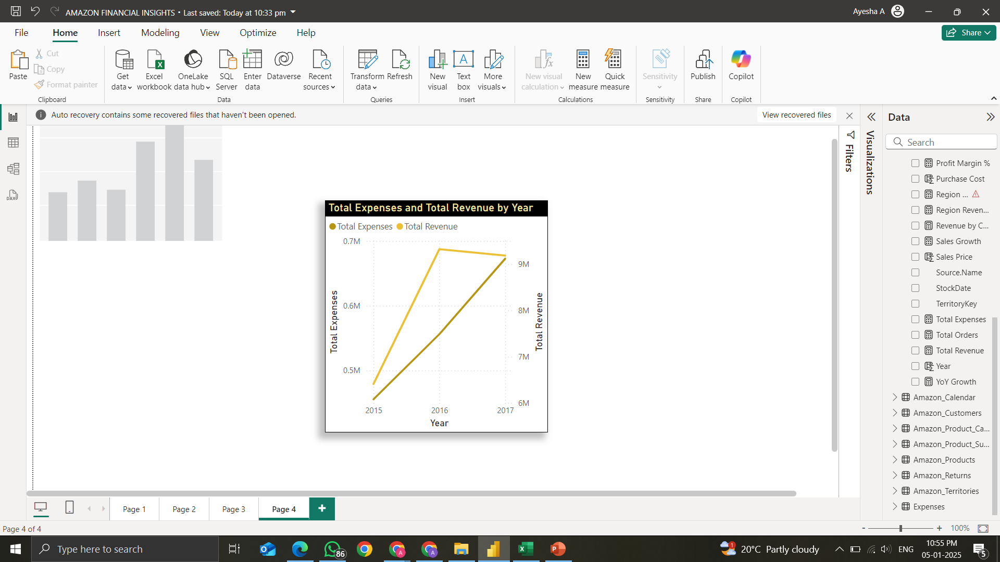 AMAZON FINANCIAL INSIGHTS • Last saved: Today at 10:33 pm
Ayesha A
File Home Insert Modeling View Optimize Help
Share
Paste
Cut
Copy
Format painter
Clipboard
Get data
Excel workbook
OneLake data hub
SQL Server
Enter data
Dataverse
Recent sources
Data
Transform data
Refresh
Queries
New visual
Text box
More visuals
Insert
New visual calculation
New measure
Quick measure
Calculations
Sensitivity
Sensitivity
Publish
Share
Copilot
Copilot
Auto recovery contains some recovered files that haven't been opened.
View recovered files
DAX
Total Expenses and Total Revenue by Year
Total Expenses Total Revenue
0.7M
0.6M
0.5M
Total Expenses
9M
8M
7M
6M
Total Revenue
2015 2016 2017
Year
Filters
Visualizations
Data
Search
Profit Margin %
Purchase Cost
Region ...
Region Reven...
Revenue by C...
Sales Growth
Sales Price
Source.Name
StockDate
TerritoryKey
Total Expenses
Total Orders
Total Revenue
Year
YoY Growth
Amazon_Calendar
Amazon_Customers
Amazon_Product_Ca...
Amazon_Product_Su...
Amazon_Products
Amazon_Returns
Amazon_Territories
Expenses
Page 1 Page 2 Page 3 Page 4 +
Page 4 of 4
- + 100%
Type here to search
86
20°C Partly cloudy
ENG
10:55 PM
05-01-2025
5